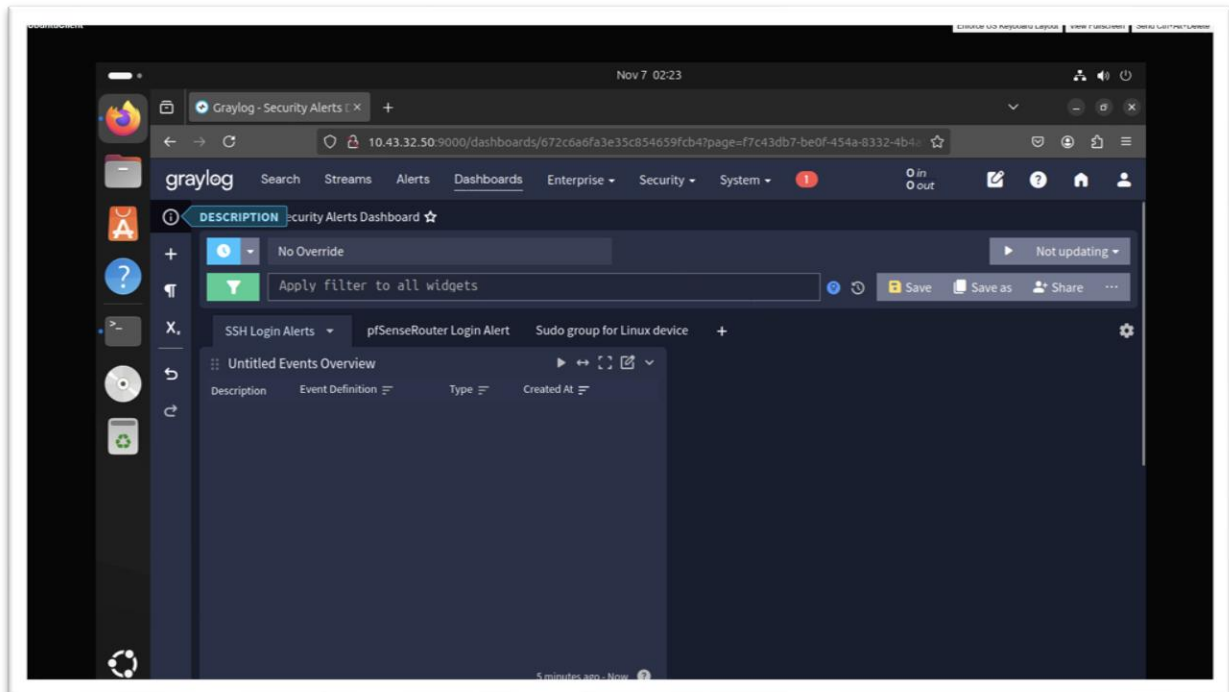 UbuntuClient
Enforce US Keyboard Layout View Fullscreen Send Ctrl+Alt+Delete
Nov 7 02:23
Graylog - Security Alerts D
10.43.32.50:9000/dashboards/672c6a6fa3e35c854659fcb4?page=f7c43db7-be0f-454a-8332-4b4
graylog Search Streams Alerts Dashboards Enterprise Security System 1 0 in
0 out
DESCRIPTION ecurity Alerts Dashboard
No Override Not updating
Apply filter to all widgets Save Save as Share ...
SSH Login Alerts pfSenseRouter Login Alert Sudo group for Linux device +
Untitled Events Overview
Description Event Definition Type Created At
5 minutes ago - Now